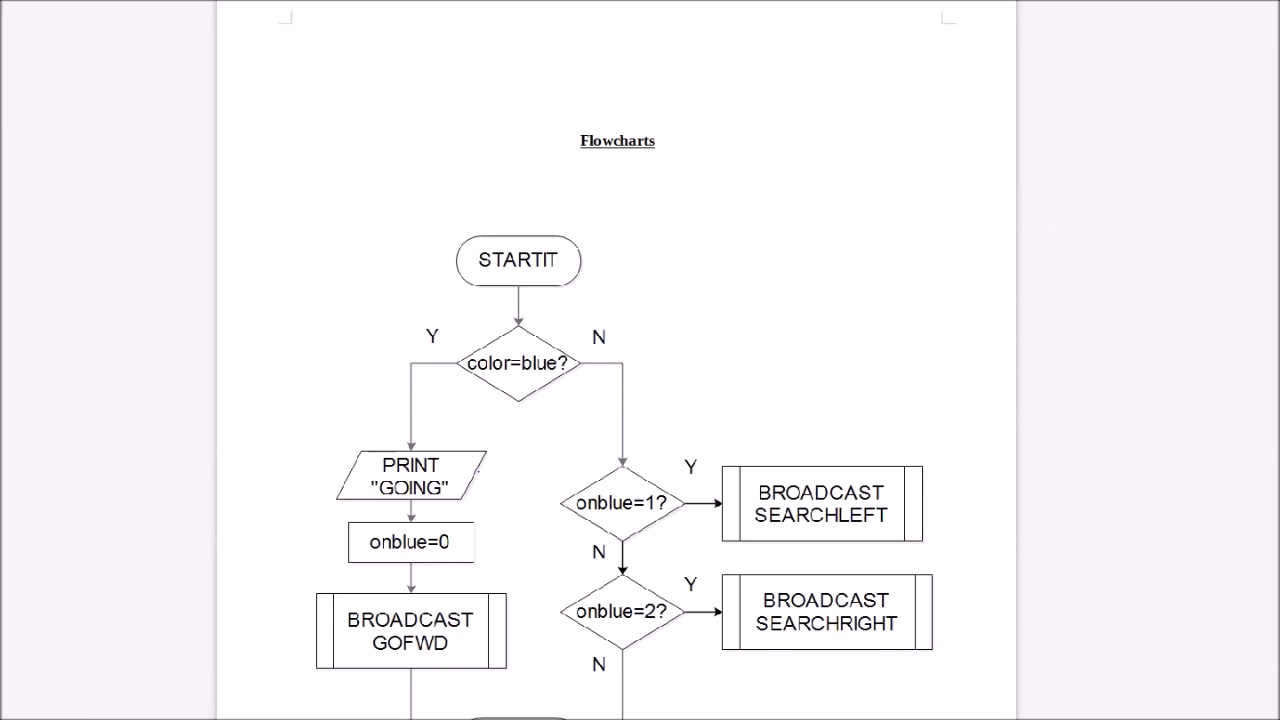 Flowcharts
STARTIT
Y
N
color=blue?
PRINT
"GOING"
onblue=0
BROADCAST
GOFWD
Y
onblue=1?
BROADCAST
SEARCHLEFT
N
Y
onblue=2?
BROADCAST
SEARCHRIGHT
N